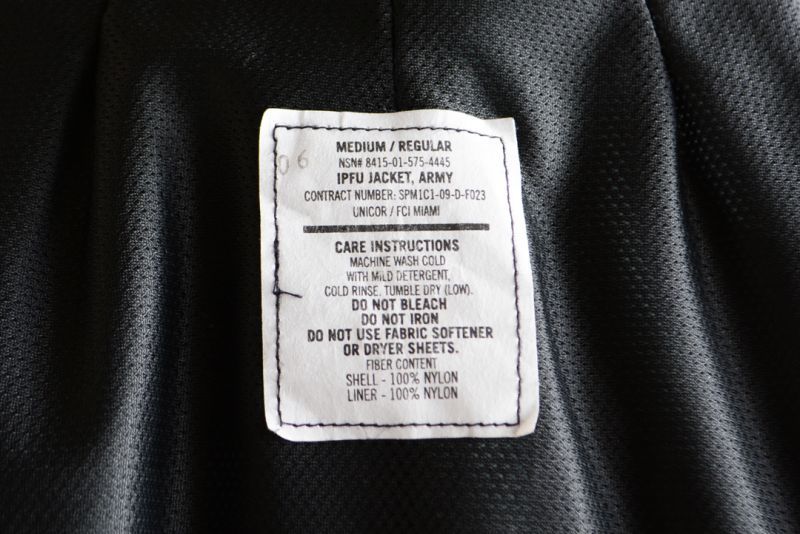 06
MEDIUM / REGULAR
NSN# 8415-01-575-4445
IPFU JACKET, ARMY
CONTRACT NUMBER: SPM1C1-09-D-F023
UNICOR / FCI MIAMI
CARE INSTRUCTIONS
MACHINE WASH COLD
WITH MILD DETERGENT,
COLD RINSE, TUMBLE DRY (LOW).
DO NOT BLEACH
DO NOT IRON
DO NOT USE FABRIC SOFTENER
OR DRYER SHEETS.
FIBER CONTENT
SHELL - 100% NYLON
LINER - 100% NYLON